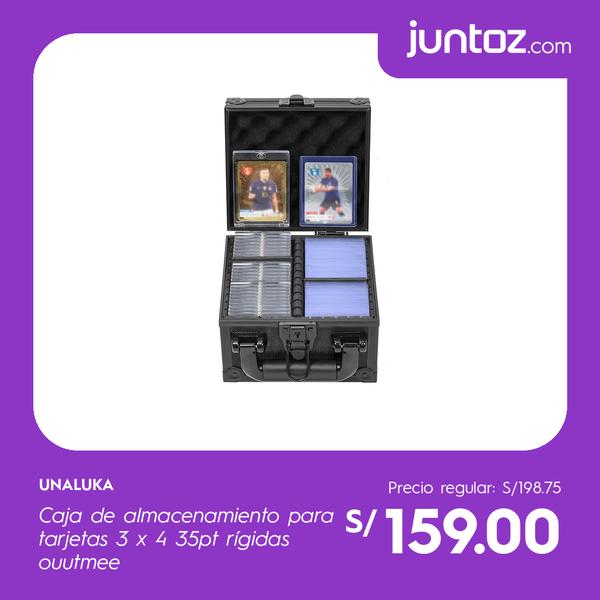 juntoz.com
UNALUKA
Caja de almacenamiento para
tarjetas 3 x 4 35pt rígidas
ouutmee
Precio regular: S/198.75
S/159.00